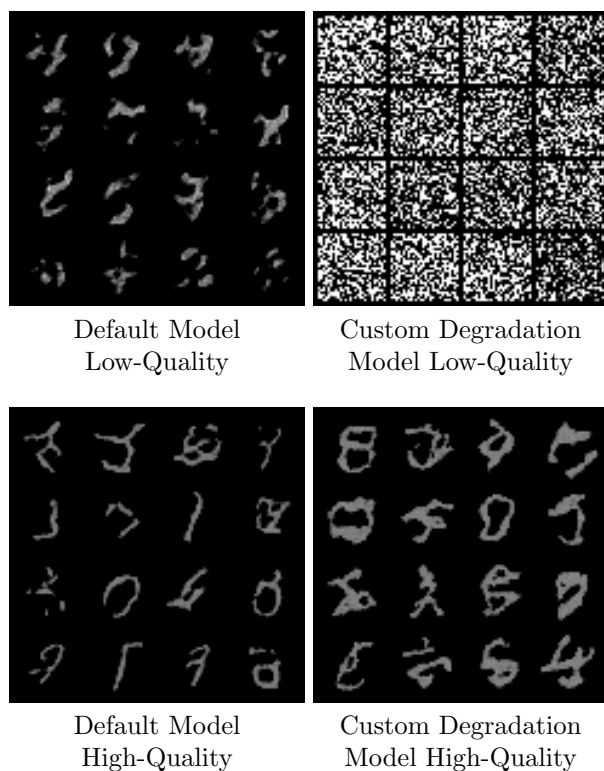 Default Model
Low-Quality
Custom Degradation
Model Low-Quality
Default Model
High-Quality
Custom Degradation
Model High-Quality